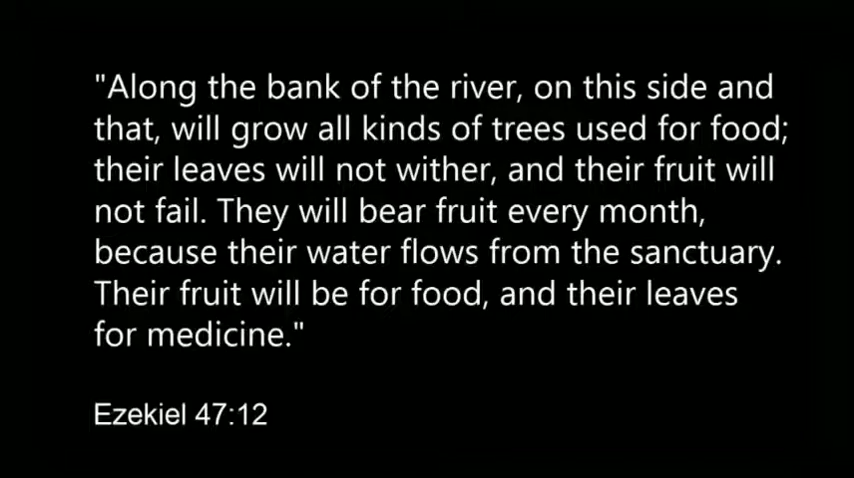 "Along the bank of the river, on this side and
that, will grow all kinds of trees used for food;
their leaves will not wither, and their fruit will
not fail. They will bear fruit every month,
because their water flows from the sanctuary.
Their fruit will be for food, and their leaves
for medicine."
Ezekiel 47:12